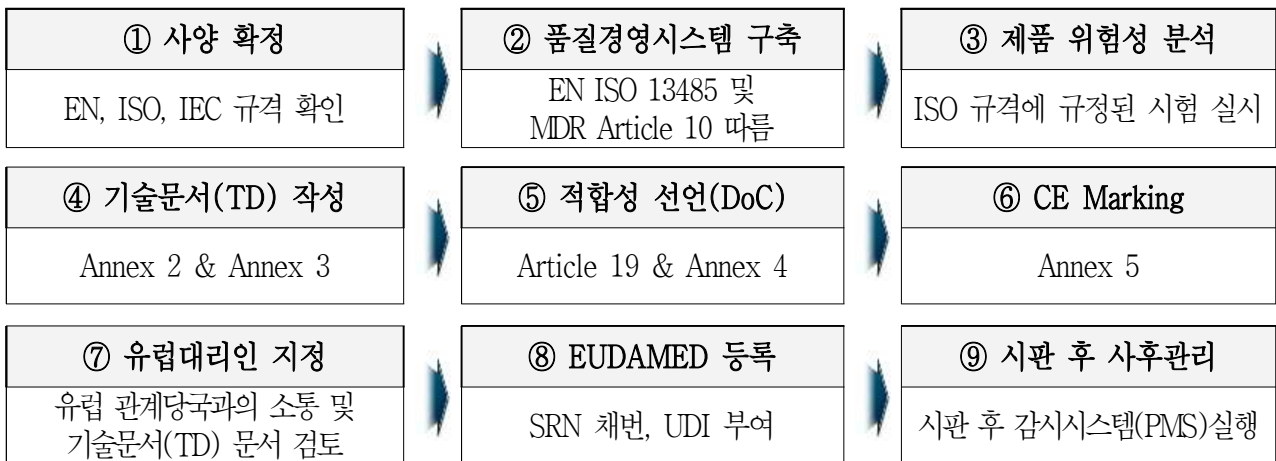 ① 사양 확정
EN, ISO, IEC 규격 확인
② 품질경영시스템 구축
EN ISO 13485 및
MDR Article 10 따름
③ 제품 위험성 분석
ISO 규격에 규정된 시험 실시
④ 기술문서(TD) 작성
Annex 2 & Annex 3
⑤ 적합성 선언(DoC)
Article 19 & Annex 4
⑥ CE Marking
Annex 5
⑦ 유럽대리인 지정
유럽 관계당국과의 소통 및
기술문서(TD) 문서 검토
⑧ EUDAMED 등록
SRN 채번, UDI 부여
⑨ 시판 후 사후관리
시판 후 감시시스템(PMS)실행